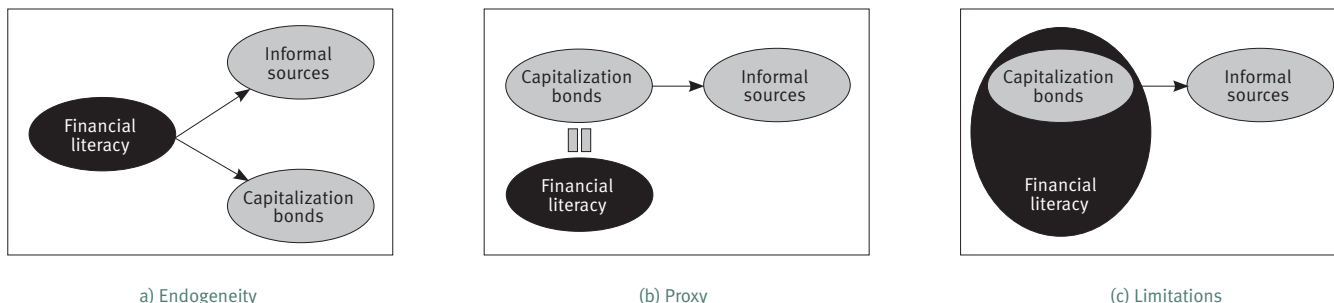 Informal
sources
Financial
literacy
Capitalization
bonds
a) Endogeneity
Capitalization
bonds
Informal
sources
Financial
literacy
(b) Proxy
Capitalization
bonds
Informal
sources
Financial
literacy
(c) Limitations